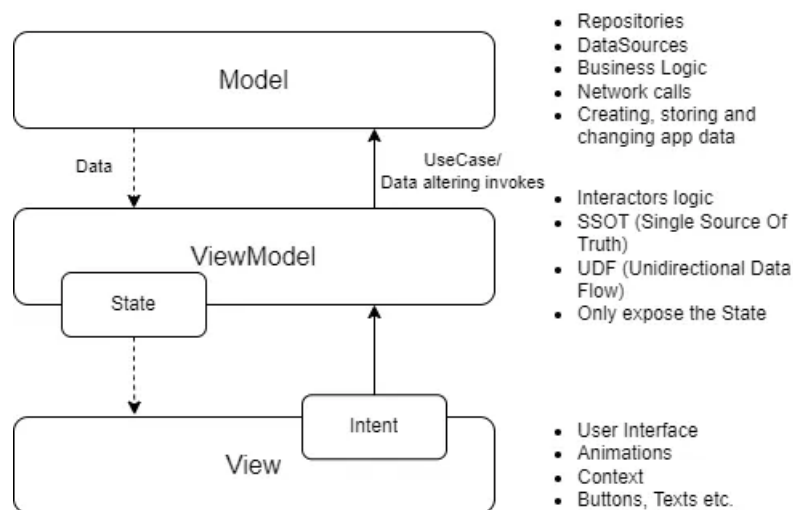 Model
• Repositories
• DataSources
• Business Logic
• Network calls
• Creating, storing and
changing app data
Data
UseCase/
Data altering invokes
ViewModel
State
• Interactors logic
• SSOT (Single Source Of
Truth)
• UDF (Unidirectional Data
Flow)
• Only expose the State
Intent
View
• User Interface
• Animations
• Context
• Buttons, Texts etc.